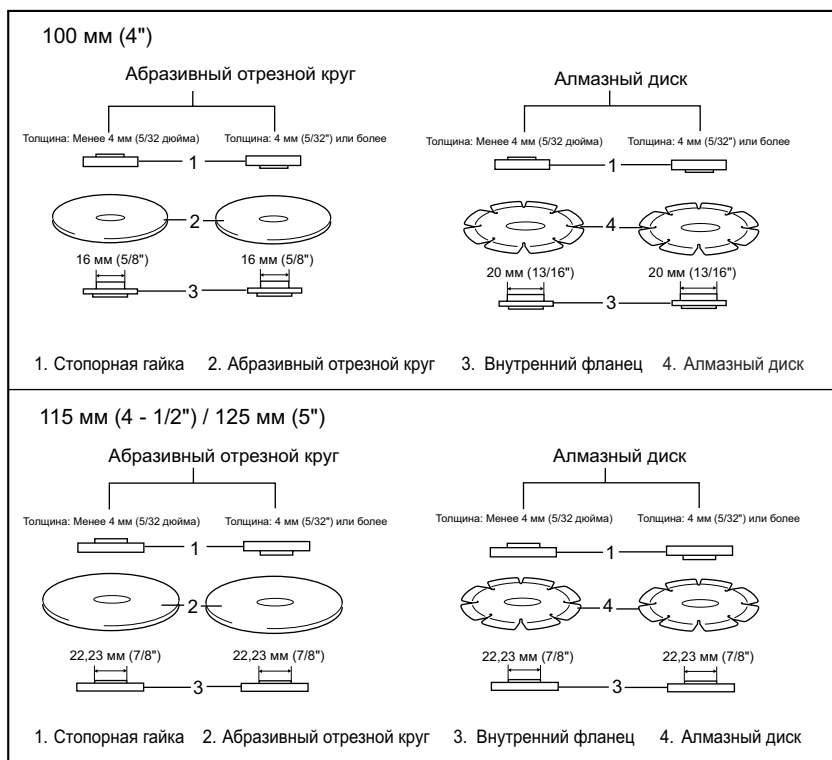 100 мм (4")
Абразивный отрезной круг
Алмазный диск
Толщина: Менее 4 мм (5/32 дюйма) Толщина: 4 мм (5/32") или более
Толщина: Менее 4 мм (5/32 дюйма) Толщина: 4 мм (5/32") или более
1
1
2
4
16 мм (5/8") 16 мм (5/8")
20 мм (13/16") 20 мм (13/16")
3
3
1. Стопорная гайка 2. Абразивный отрезной круг 3. Внутренний фланец 4. Алмазный диск
115 мм (4 - 1/2") / 125 мм (5")
Абразивный отрезной круг
Алмазный диск
Толщина: Менее 4 мм (5/32 дюйма) Толщина: 4 мм (5/32") или более
Толщина: Менее 4 мм (5/32 дюйма) Толщина: 4 мм (5/32") или более
1
1
2
4
22,23 мм (7/8") 22,23 мм (7/8")
22,23 мм (7/8") 22,23 мм (7/8")
3
3
1. Стопорная гайка 2. Абразивный отрезной круг 3. Внутренний фланец 4. Алмазный диск